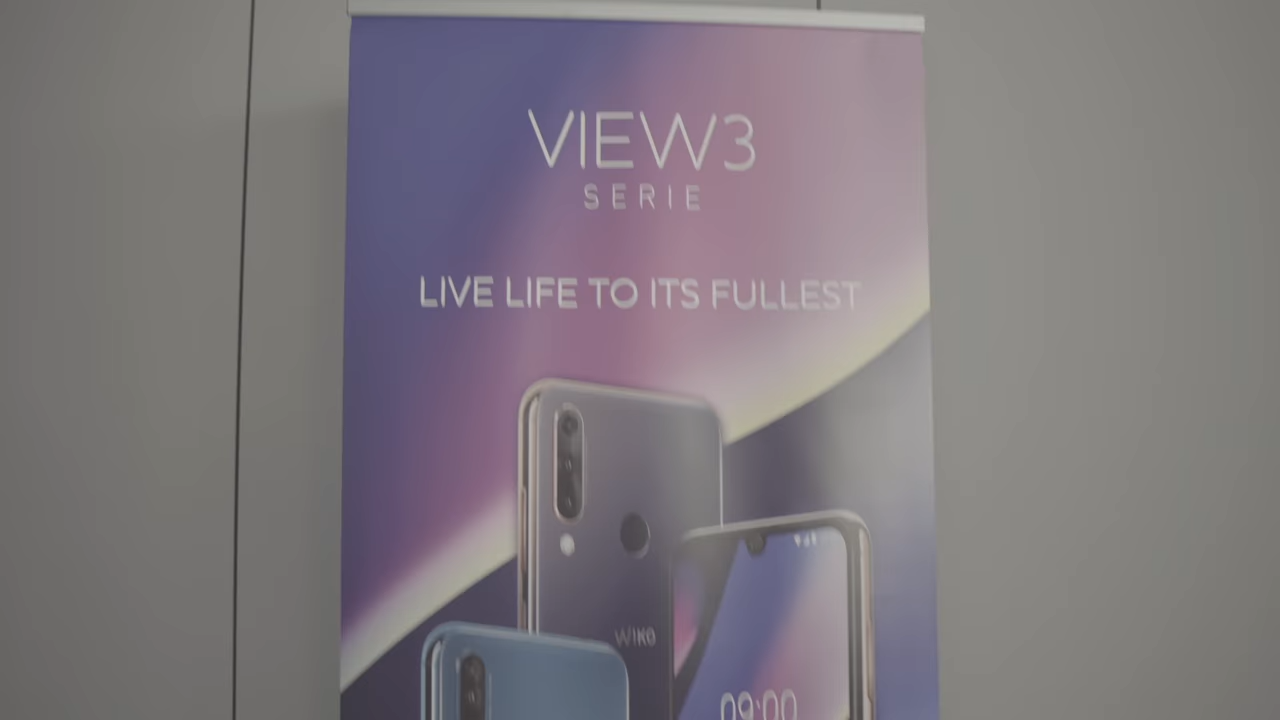 VIEW3
SERIE
LIVE LIFE TO ITS FULLEST
WIKO
09:00